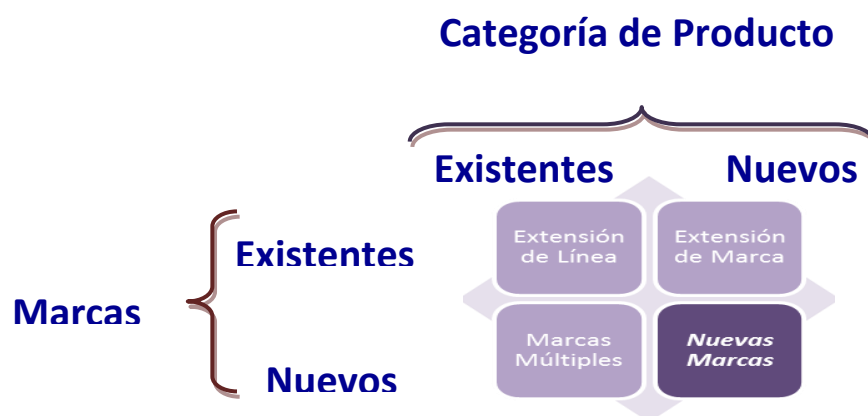 Categoría de Producto
Existentes Nuevos
Extensión
de Línea
Extensión
de Marca
Existentes
Marcas
Marcas
Múltiples
Nuevas
Marcas
Nuevos